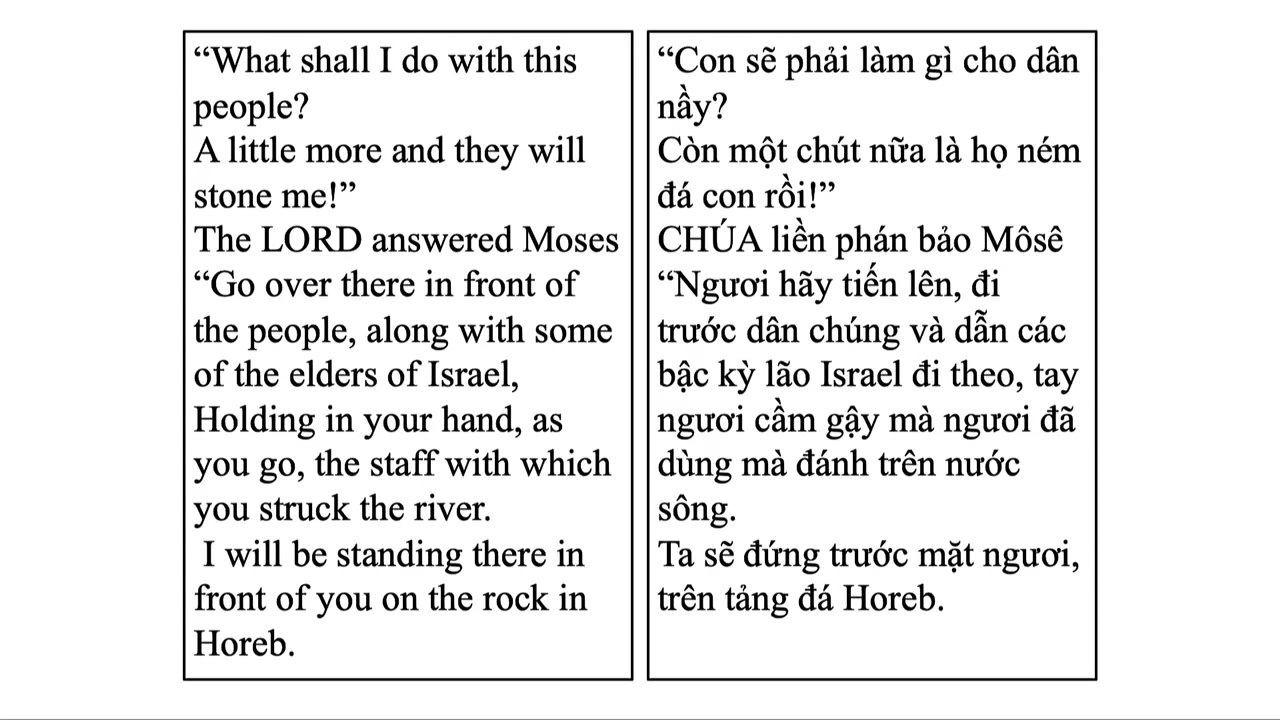 “What shall I do with this
people?
A little more and they will
stone me!”
The LORD answered Moses
“Go over there in front of
the people, along with some
of the elders of Israel,
Holding in your hand, as
you go, the staff with which
you struck the river.
I will be standing there in
front of you on the rock in
Horeb.
“Con sẽ phải làm gì cho dân
nầy?
Còn một chút nữa là họ ném
đá con rồi!”
CHÚA liền phán bảo Môsê
“Ngươi hãy tiến lên, đi
trước dân chúng và dẫn các
bậc kỳ lão Israel đi theo, tay
ngươi cầm gậy mà ngươi đã
dùng mà đánh trên nước
sông.
Ta sẽ đứng trước mặt ngươi,
trên tảng đá Horeb.